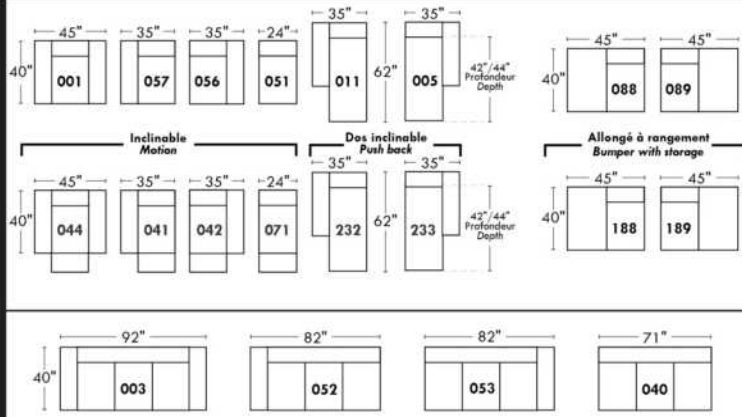 45" 35" 35" 24" 35" 35" 45" 45"
40" 001 057 056 051 011 62" 005 42"/44" Profondeur Depth 40" 088 089
Inclinable
Motion
Dos inclinable
Push back
Allongé à rangement
Bumper with storage
45" 35" 35" 24" 35" 35" 45" 45"
40" 044 041 042 071 232 62" 233 42"/44" Profondeur Depth 40" 188 189
92" 82" 82" 71"
40" 003 052 053 040